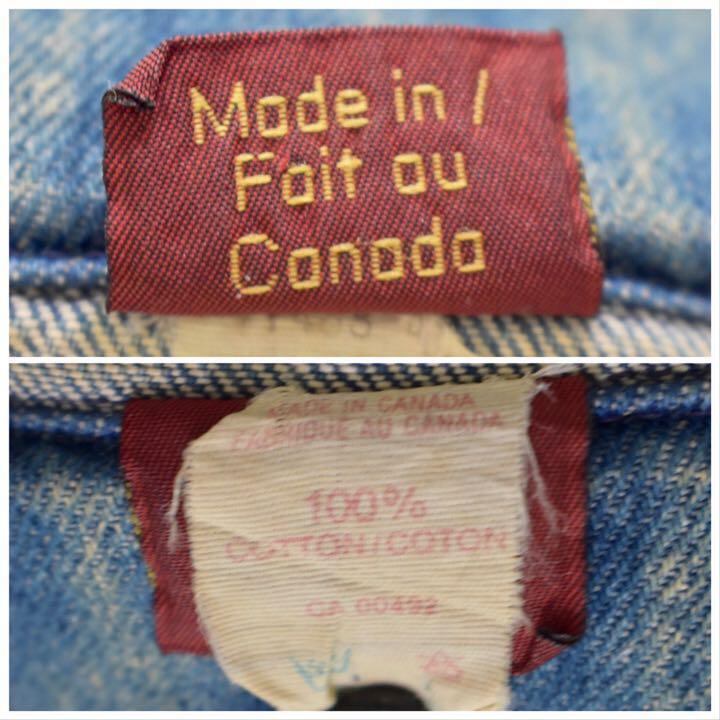 Made in /
Fait au
Canada
MADE IN CANADA
FABRIQUE AU CANADA
100%
COTTON/COTON
CA 00492